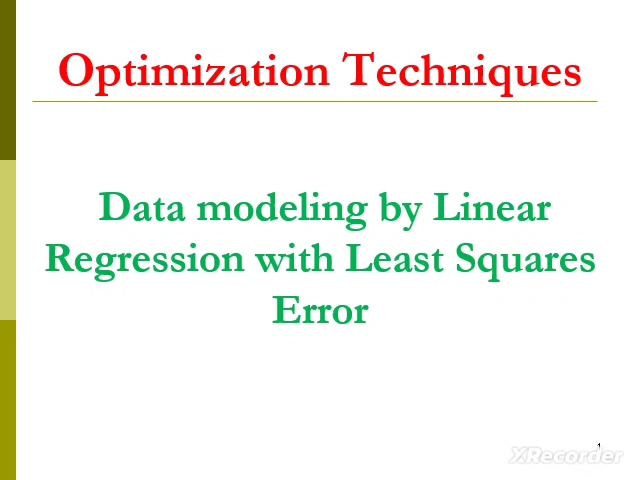 Optimization Techniques
Data modeling by Linear
Regression with Least Squares
Error
1
XRecorder